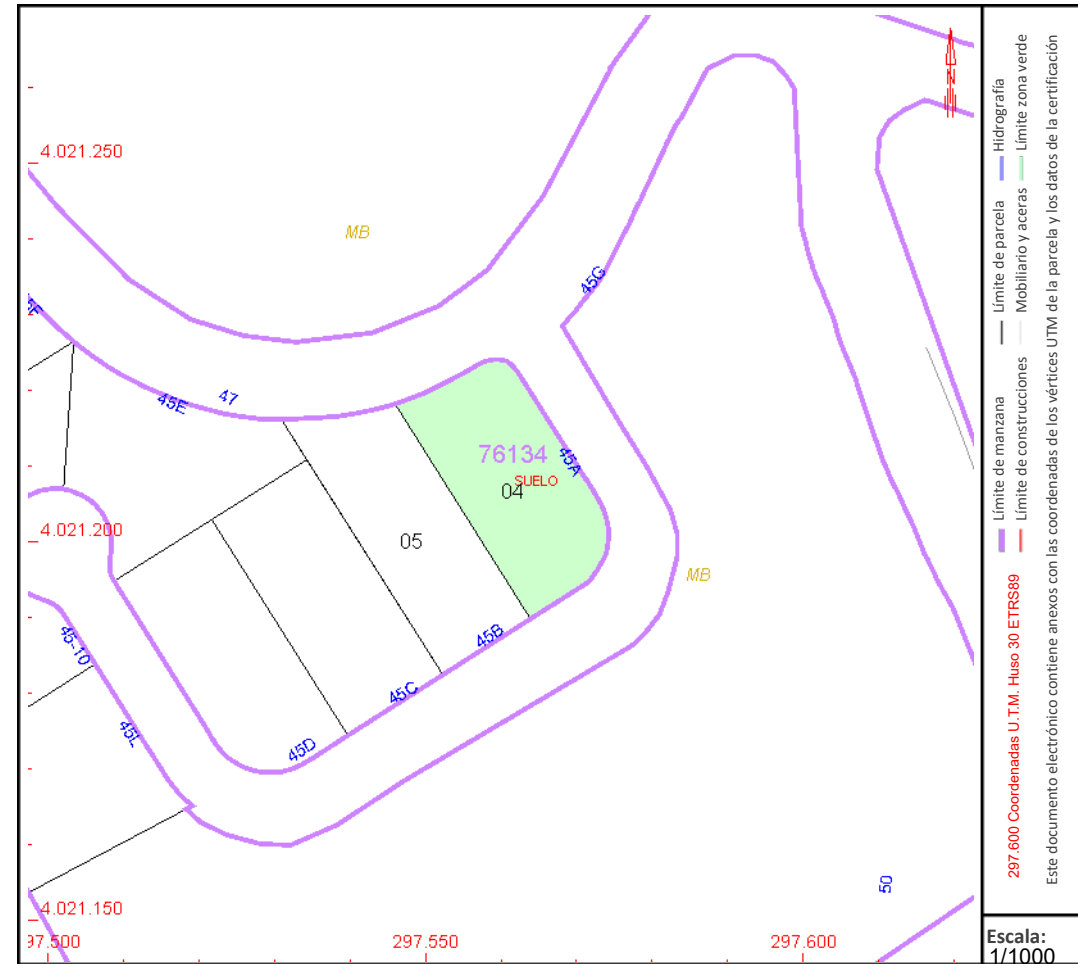 4.021.250
MB
45G
45F
47
45E
76134
45A
SUELO
04
4.021.200
05
MB
45B
45-10
45C
45L
45D
50
4.021.150
97.500
297.550
297.600
N
Límite de manzana
Límite de parcela
Hidrografía
Límite de construcciones
Mobiliario y aceras
Límite zona verde
297.600 Coordenadas U.T.M. Huso 30 ETRS89
Este documento electrónico contiene anexos con las coordenadas de los vértices UTM de la parcela y los datos de la certificación
Escala:
1/1000